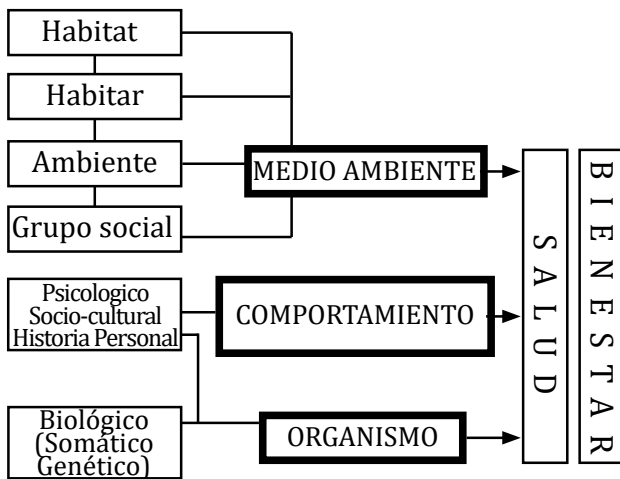 Habitat
Habitar
Ambiente
Grupo social
MEDIO AMBIENTE
Psicologico
Socio-cultural
Historia Personal
COMPORTAMIENTO
Biológico
(Somático
Genético)
ORGANISMO
SALUD
BIENESTAR